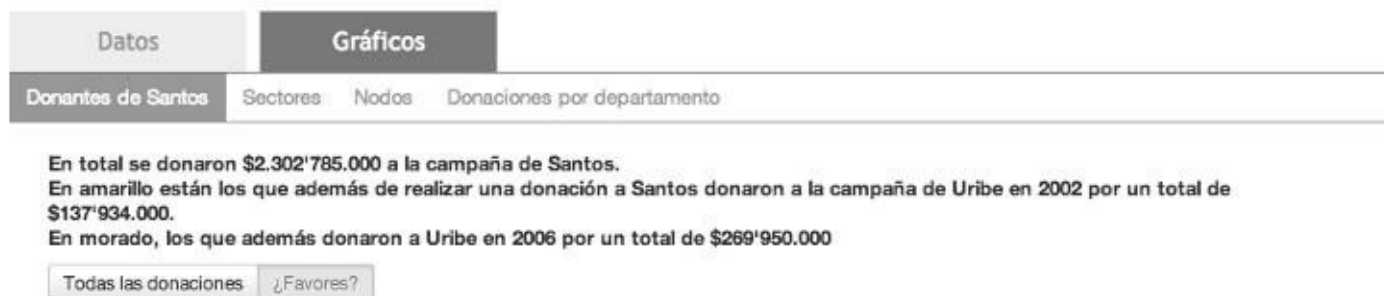 Datos Gráficos
Donantes de Santos Sectores Nodos Donaciones por departamento
En total se donaron $2.302'785.000 a la campaña de Santos.
En amarillo están los que además de realizar una donación a Santos donaron a la campaña de Uribe en 2002 por un total de
$137'934.000.
En morado, los que además donaron a Uribe en 2006 por un total de $269'950.000
Todas las donaciones ¿Favores?